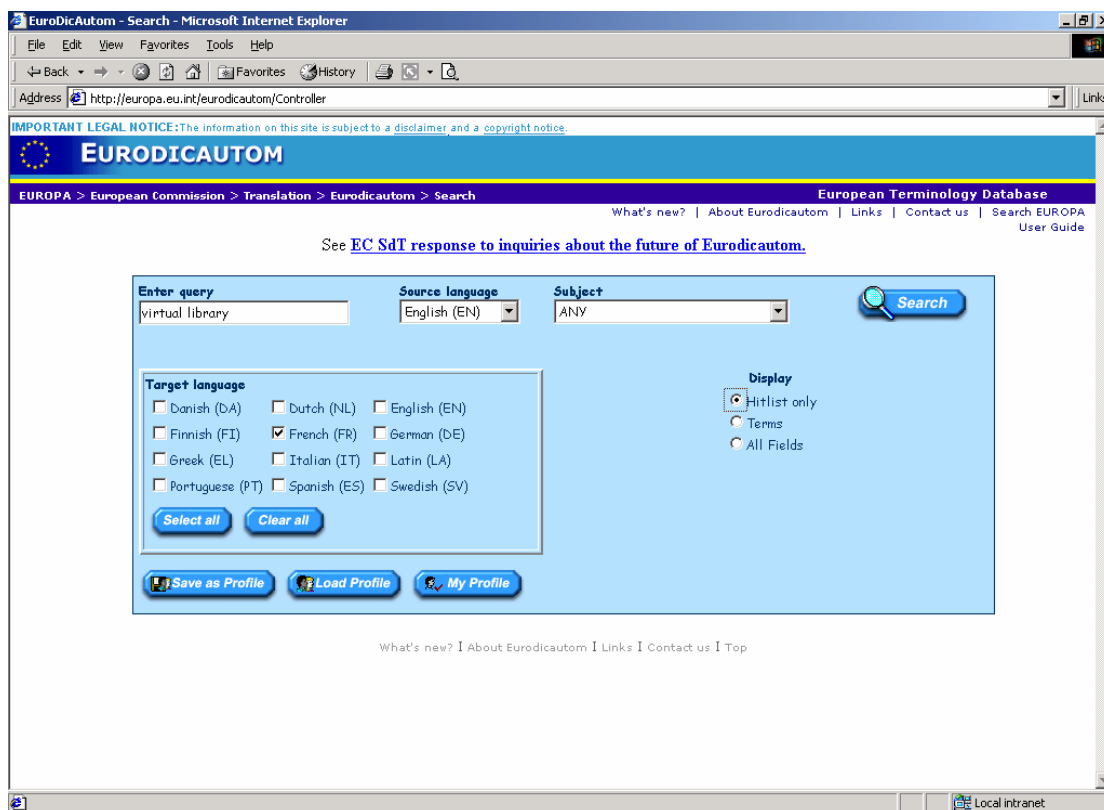 EuroDicAutom - Search - Microsoft Internet Explorer
File Edit View Favorites Tools Help
Back Favorites History
Address http://europa.eu.int/eurodicautom/Controller Links
IMPORTANT LEGAL NOTICE: The information on this site is subject to a disclaimer and a copyright notice.
EURODICAUTOM
EUROPA > European Commission > Translation > Eurodicautom > Search European Terminology Database
What's new? | About Eurodicautom | Links | Contact us | Search EUROPA
User Guide
See EC SdT response to inquiries about the future of Eurodicautom.
Enter query Source language Subject
virtual library English (EN) ANY Search
Target language Display
Danish (DA) Dutch (NL) English (EN) Hitlist only
Finnish (FI) French (FR) German (DE) Terms
Greek (EL) Italian (IT) Latin (LA) All Fields
Portuguese (PT) Spanish (ES) Swedish (SV)
Select all Clear all
Save as Profile Load Profile My Profile
What's new? I About Eurodicautom I Links I Contact us I Top
Local intranet